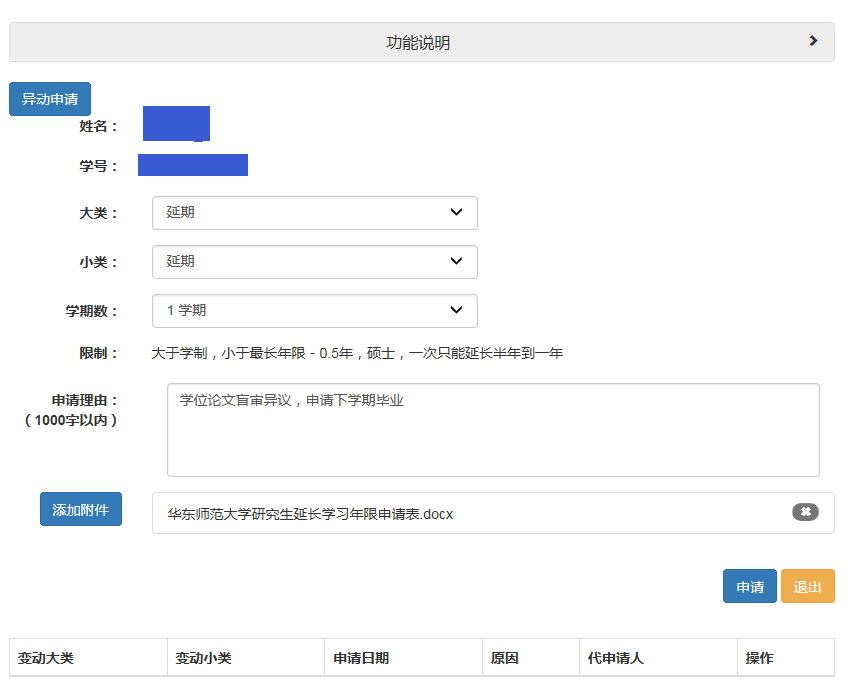 功能说明
异动申请
姓名：
学号：
大类： 延期
小类： 延期
学期数： 1 学期
限制： 大于学制，小于最长年限 - 0.5年，硕士，一次只能延长半年到一年
申请理由： 学位论文盲审异议，申请下学期毕业
（1000字以内）
添加附件 华东师范大学研究生延长学习年限申请表.docx
申请 退出
变动大类 变动小类 申请日期 原因 代申请人 操作